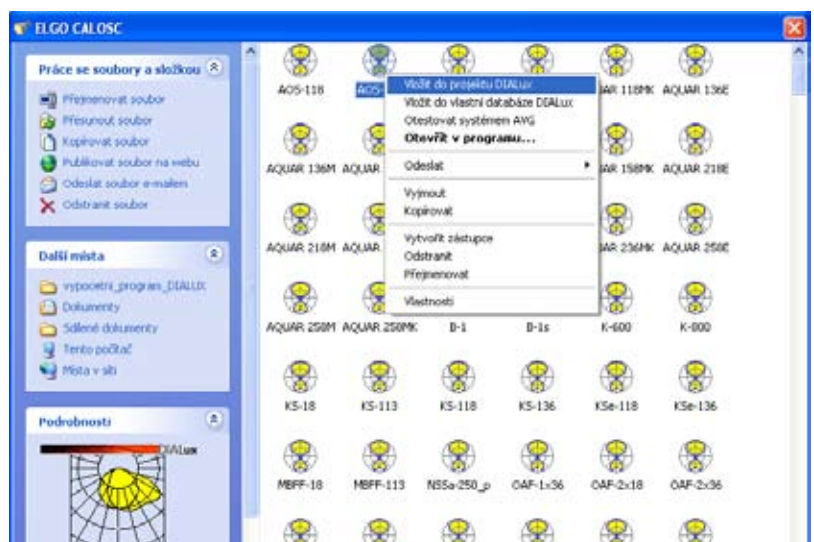 ELGO CALOSC
Práce se soubory a složkou
Přejmenovat soubor
Přesunout soubor
Kopírovat soubor
Publikovat soubor na webu
Odeslat soubor e-mailem
Odstranit soubor
Další místa
vypocetni_program_DIALUX
Dokumenty
Sdílené dokumenty
Tento počítač
Místa v síti
Podrobnosti
DIALux
AOS-118
AOS-
AQUAR 136E
Vložit do projektu DIALux
Vložit do vlastní databáze DIALux
Otestovat systémem AVG
Otevřít v programu...
Odeslat
Vyjmout
Kopírovat
Vytvořit zástupce
Odstranit
Přejmenovat
Vlastnosti
AR 118MK
AQUAR 136M AQUAR AR 158MK AQUAR 218E
AQUAR 218M AQUAR AR 236MK AQUAR 258E
AQUAR 258M AQUAR 258MK B-1 B-1s K-600 K-800
KS-18 KS-113 KS-118 KS-136 KSe-118 KSe-136
MBFF-18 MBFF-113 NSSa-250_p OAF-1x36 OAF-2x18 OAF-2x36